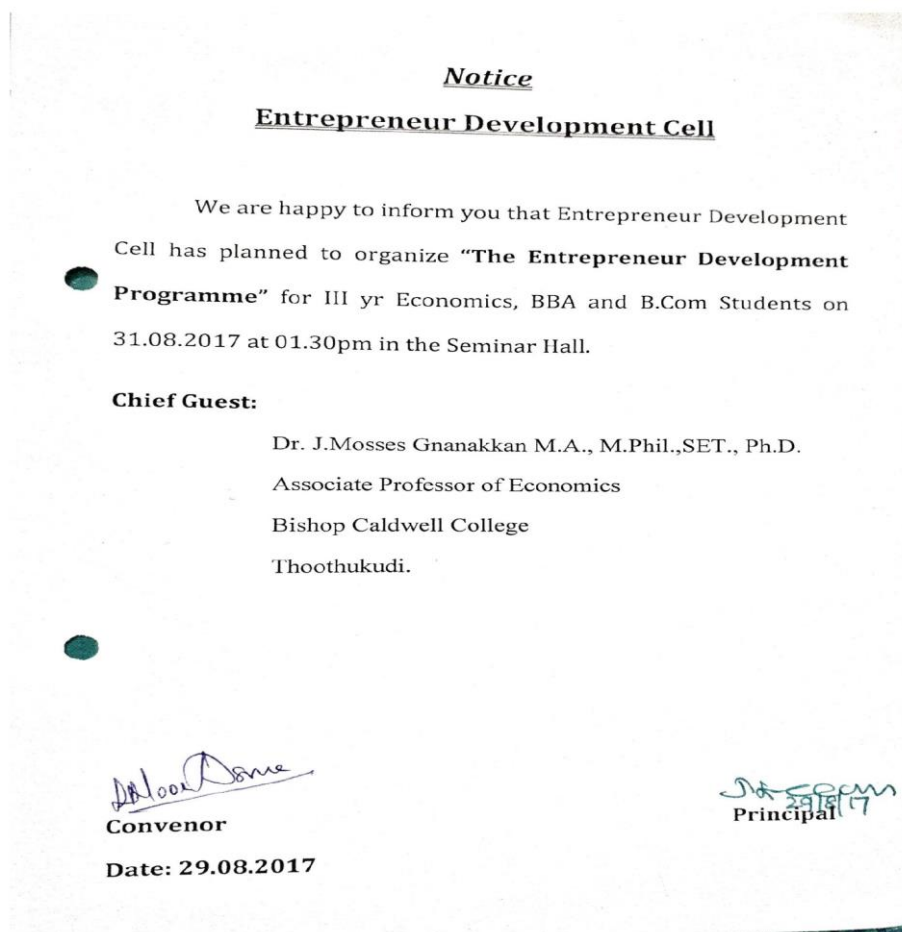 Notice
Entrepreneur Development Cell
We are happy to inform you that Entrepreneur Development
Cell has planned to organize “The Entrepreneur Development
Programme” for III yr Economics, BBA and B.Com Students on
31.08.2017 at 01.30pm in the Seminar Hall.
Chief Guest:
Dr. J.Mosses Gnanakkan M.A., M.Phil.,SET., Ph.D.
Associate Professor of Economics
Bishop Caldwell College
Thoothukudi.
29/8/17
Convenor
Principal
Date: 29.08.2017